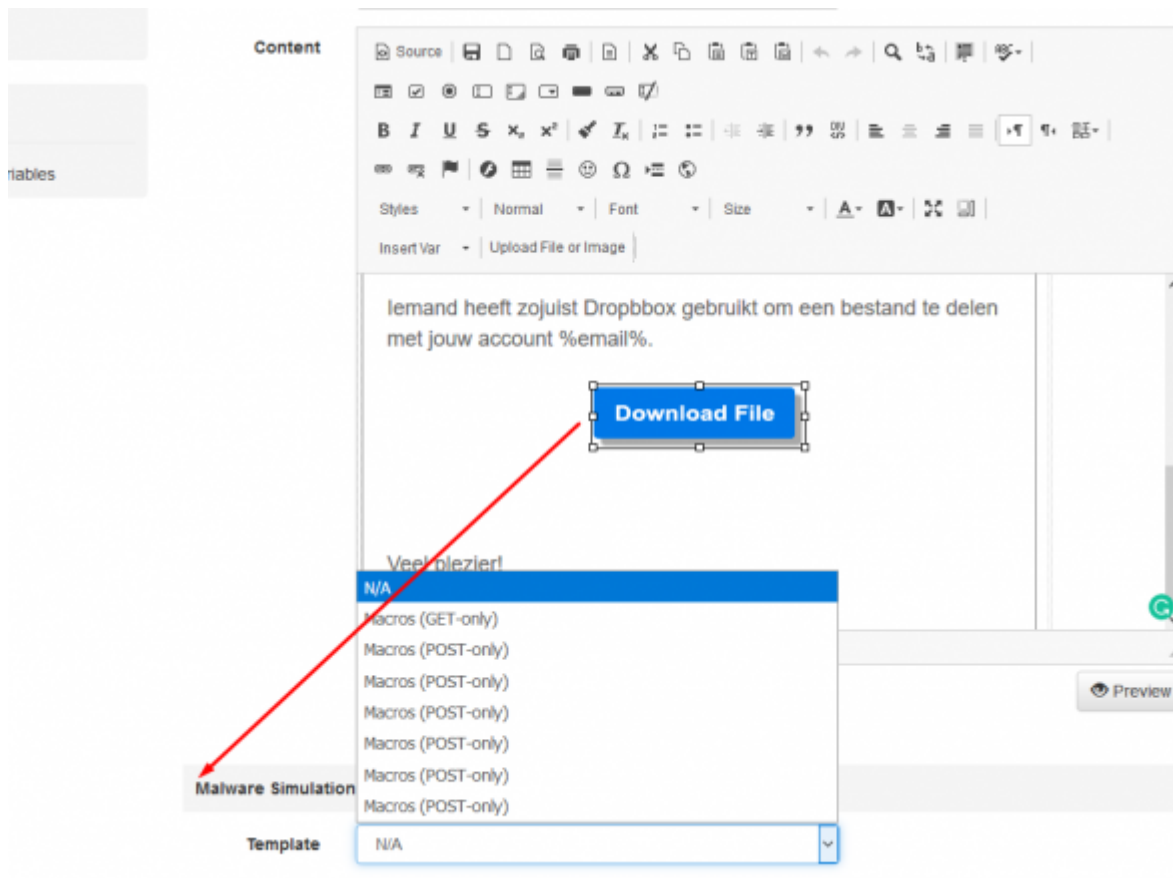 Content
Source
Styles Normal Font Size
Insert Var Upload File or Image
riables
Iemand heeft zojuist Dropbbox gebruikt om een bestand te delen
met jouw account %email%.
Download File
Veel plezier!
N/A
Macros (GET-only)
Macros (POST-only)
Macros (POST-only)
Macros (POST-only)
Macros (POST-only)
Macros (POST-only)
Macros (POST-only)
Preview
Malware Simulation
Template N/A